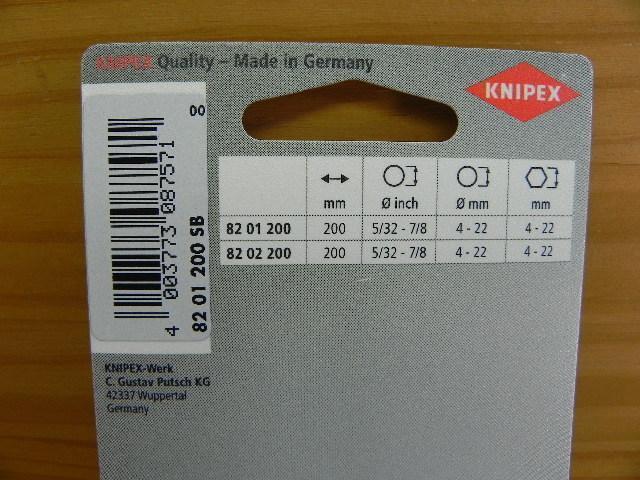 KNIPEX Quality – Made in Germany
KNIPEX
00
4 003773 087571
82 01 200 SB
mm Ø inch Ø mm mm
82 01 200 200 5/32 - 7/8 4 - 22 4 - 22
82 02 200 200 5/32 - 7/8 4 - 22 4 - 22
KNIPEX-Werk
C. Gustav Putsch KG
42337 Wuppertal
Germany